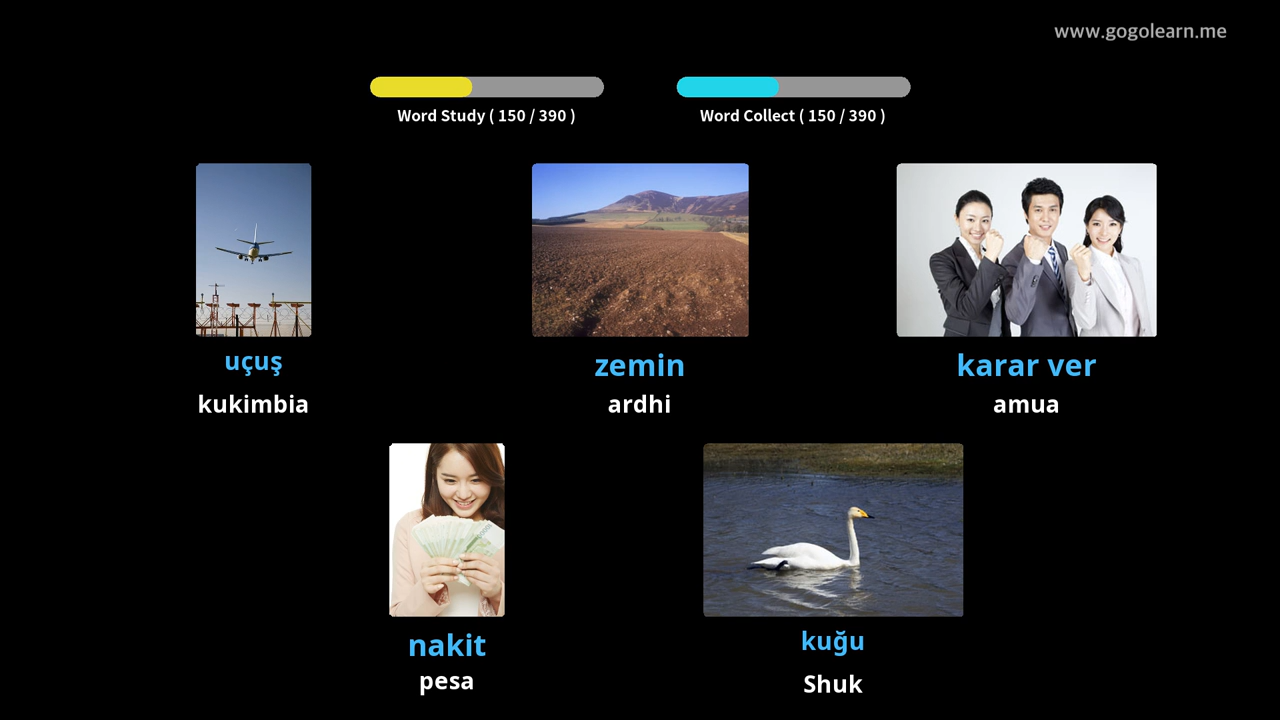 www.gogolearn.me
Word Study ( 150 / 390 )
Word Collect ( 150 / 390 )
uçuş
kukimbia
zemin
ardhi
karar ver
amua
nakit
pesa
kuğu
Shuk